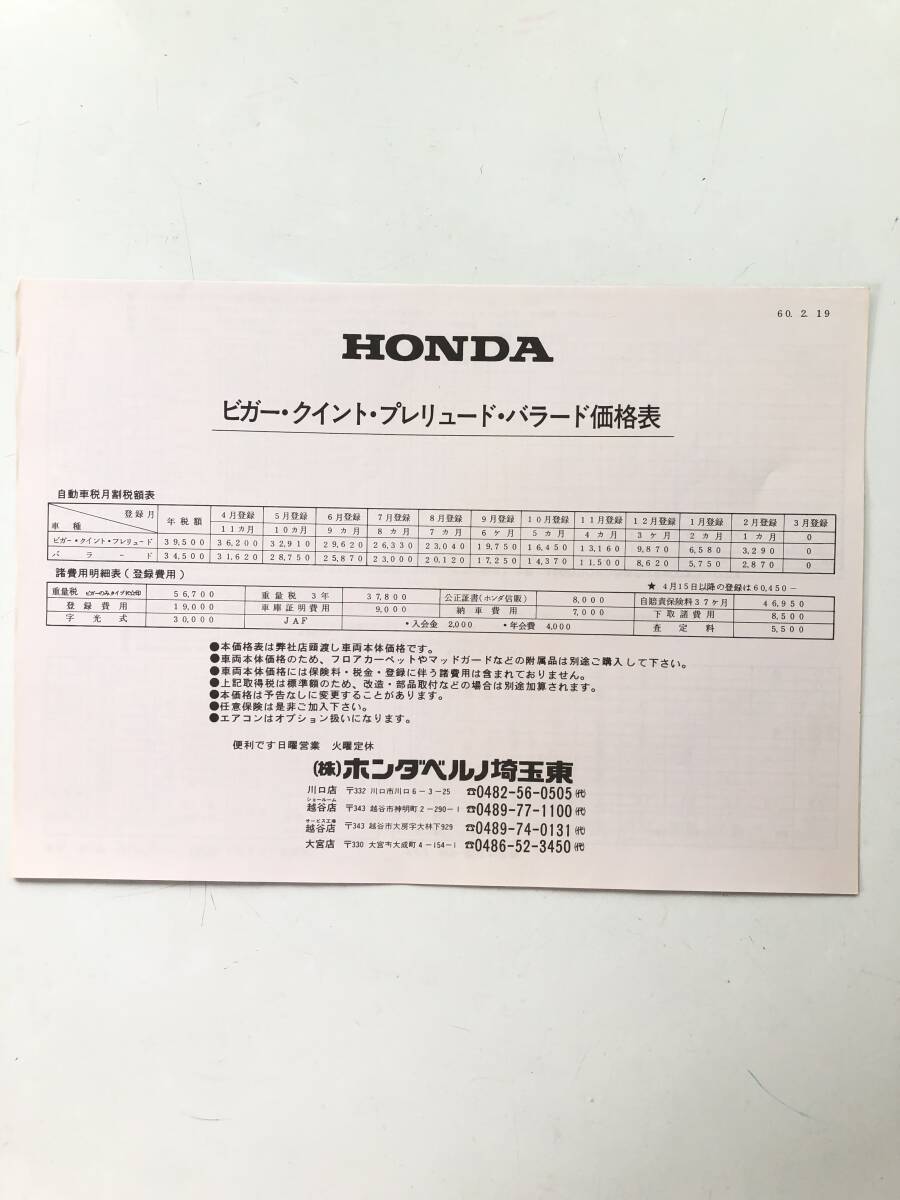 60. 2. 19
HONDA
ビガー・クイント・プレリュード・バラード価格表
自動車税月割税額表
登録月 車種 年税額 4月登録 5月登録 6月登録 7月登録 8月登録 9月登録 10月登録 11月登録 12月登録 1月登録 2月登録 3月登録
11カ月 10カ月 9カ月 8カ月 7カ月 6ケ月 5カ月 4カ月 3ケ月 2カ月 1カ月 0
ビガー・クイント・プレリュード 39,500 36,200 32,910 29,620 26,330 23,040 19,750 16,450 13,160 9,870 6,580 3,290 0
バラード 34,500 31,620 28,750 25,870 23,000 20,120 17,250 14,370 11,500 8,620 5,750 2,870 0
諸費用明細表(登録費用)
★ 4月15日以降の登録は60,450−
重量税 ビガーのみ 56,700 重量税 3年 37,800 公正証書(ホンダ信販) 8,000 自賠責保険料37ケ月 46,950
登録費用 19,000 車庫証明費用 9,000 納車費用 7,000 下取諸費用 8,500
字光式 30,000 JAF ・入会金 2,000 ・年会費 4,000 査定料 5,500
●本価格表は弊社店頭渡し車両本体価格です。
●車両本体価格のため、フロアカーペットやマッドガードなどの附属品は別途ご購入して下さい。
●車両本体価格には保険料・税金・登録に伴う諸費用は含まれておりません。
●上記取得税は標準額のため、改造・部品取付などの場合は別途加算されます。
●本価格は予告なしに変更することがあります。
●任意保険は是非ご加入下さい。
●エアコンはオプション扱いになります。
便利です日曜営業 火曜定休
(株)ホンダベルノ埼玉東
川口店 〒332 川口市川口6-3-25 ☎0482-56-0505(代)
ショールーム
越谷店 〒343 越谷市神明町2-290-1 ☎0489-77-1100(代)
サービス工場
越谷店 〒343 越谷市大房字大林下929 ☎0489-74-0131(代)
大宮店 〒330 大宮市大成町4-154-1 ☎0486-52-3450(代)